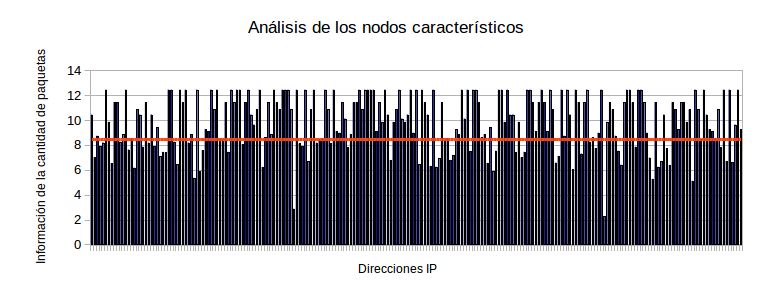 Análisis de los nodos característicos
Información de la cantidad de paquetas
14
12
10
8
6
4
2
0
Direcciones IP